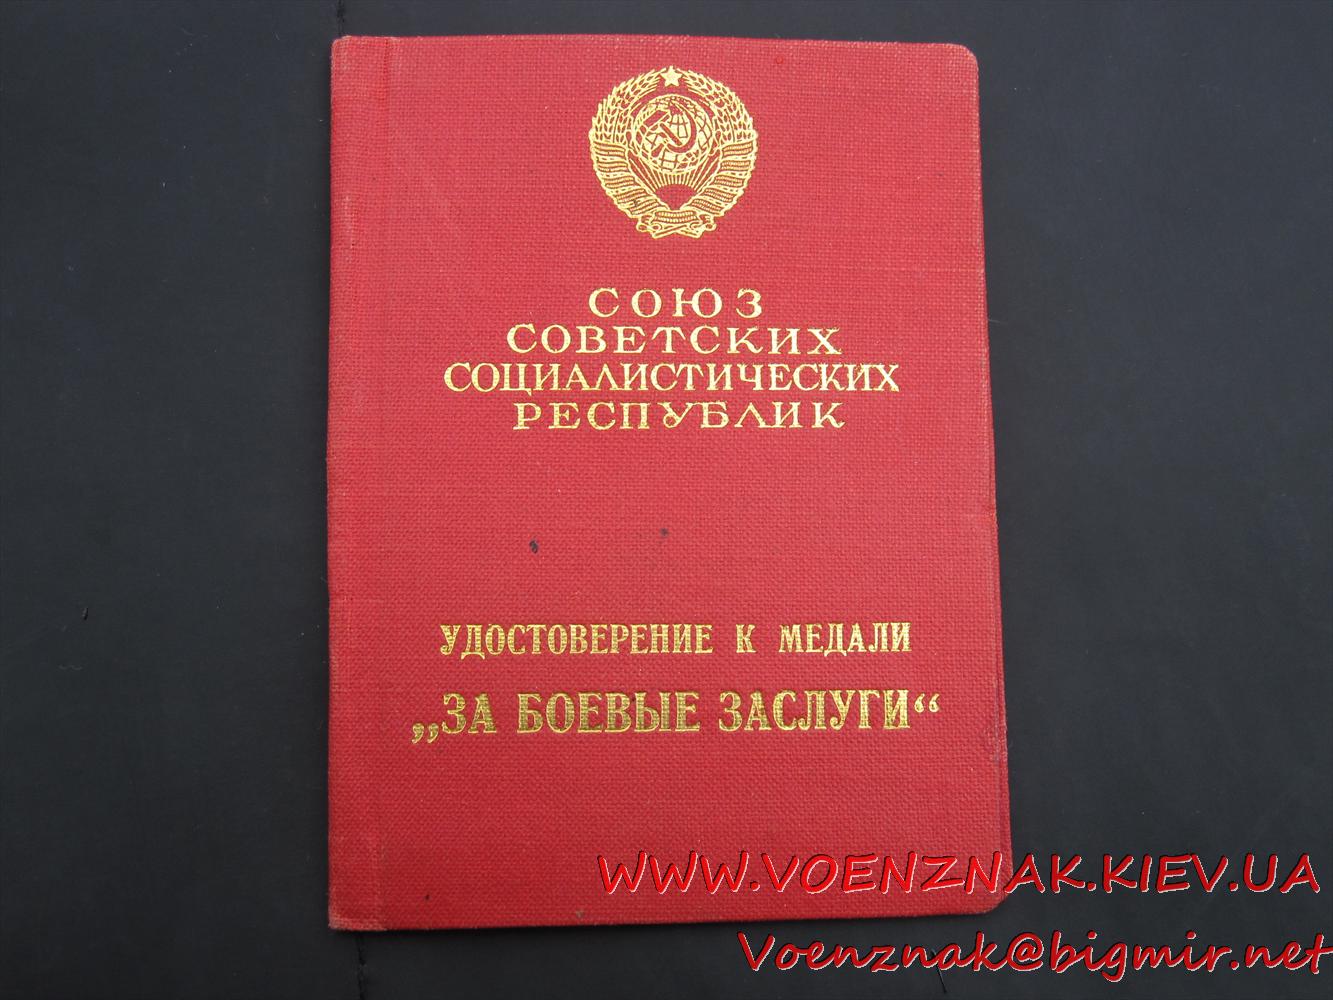 СОЮЗ
СОВЕТСКИХ
СОЦИАЛИСТИЧЕСКИХ
РЕСПУБЛИК
УДОСТОВЕРЕНИЕ К МЕДАЛИ
„ЗА БОЕВЫЕ ЗАСЛУГИ“
WWW.VOENZNAK.KIEV.UA
Voenznak@bigmir.net